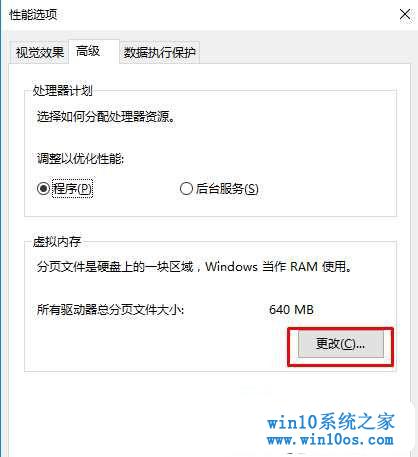 性能选项
视觉效果 高级 数据执行保护
处理器计划
选择如何分配处理器资源。
调整以优化性能:
程序(P) 后台服务(S)
虚拟内存
分页文件是硬盘上的一块区域，Windows 当作 RAM 使用。
所有驱动器总分页文件大小: 640 MB
更改(C)...
win10系统之家
www.win10os.com